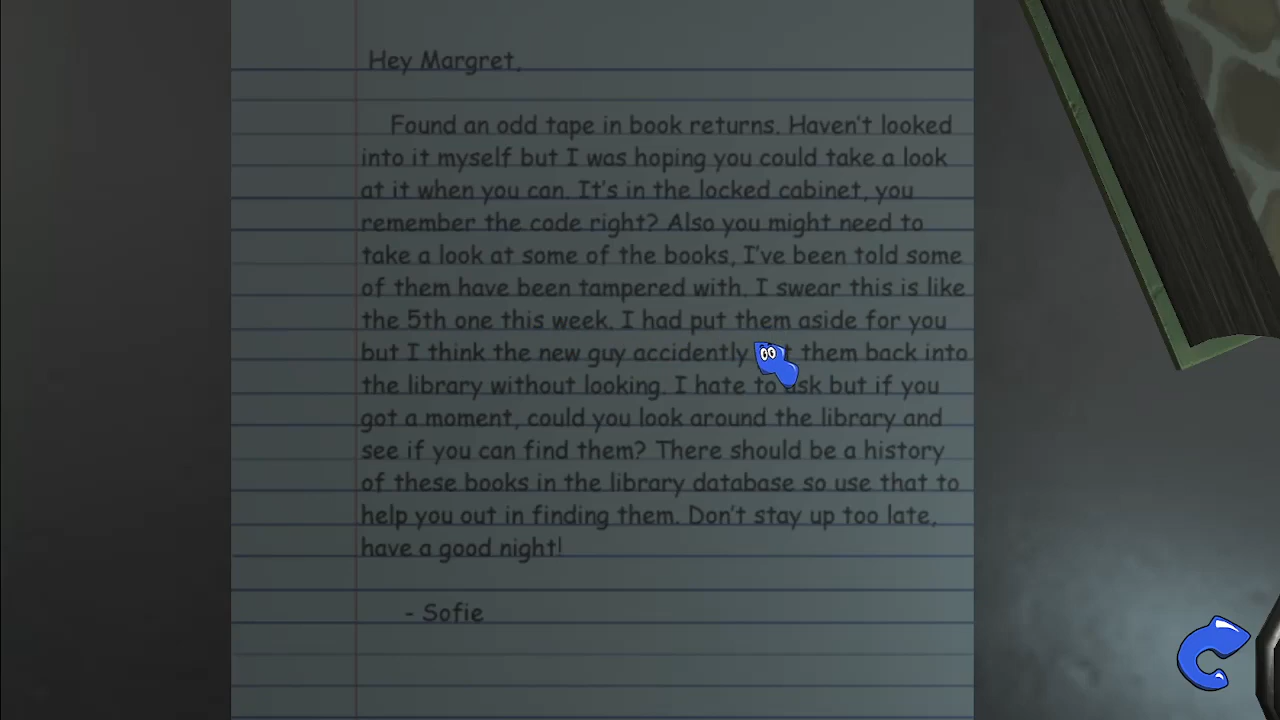 Hey Margret,
Found an odd tape in book returns. Haven't looked
into it myself but I was hoping you could take a look
at it when you can. It's in the locked cabinet, you
remember the code right? Also you might need to
take a look at some of the books, I've been told some
of them have been tampered with. I swear this is like
the 5th one this week. I had put them aside for you
but I think the new guy accidently them back into
the library without looking. I hate to ask but if you
got a moment, could you look around the library and
see if you can find them? There should be a history
of these books in the library database so use that to
help you out in finding them. Don't stay up too late,
have a good night!
- Sofie